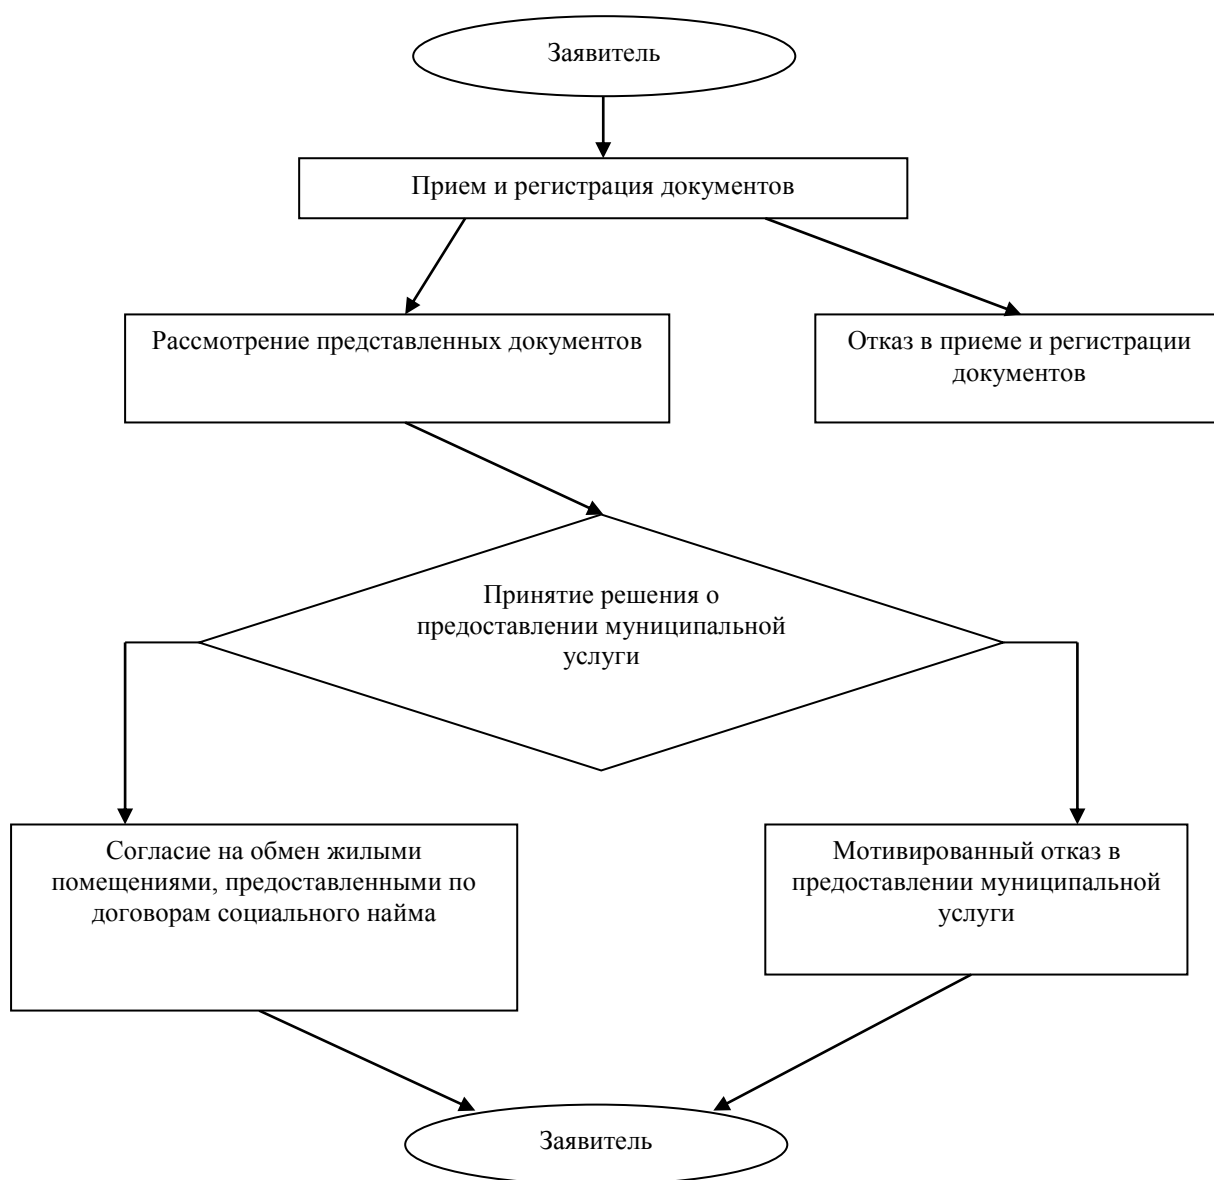 Заявитель
Прием и регистрация документов
Рассмотрение представленных документов
Отказ в приеме и регистрации
документов
Принятие решения о
предоставлении муниципальной
услуги
Согласие на обмен жилыми
помещениями, предоставленными по
договорам социального найма
Мотивированный отказ в
предоставлении муниципальной
услуги
Заявитель